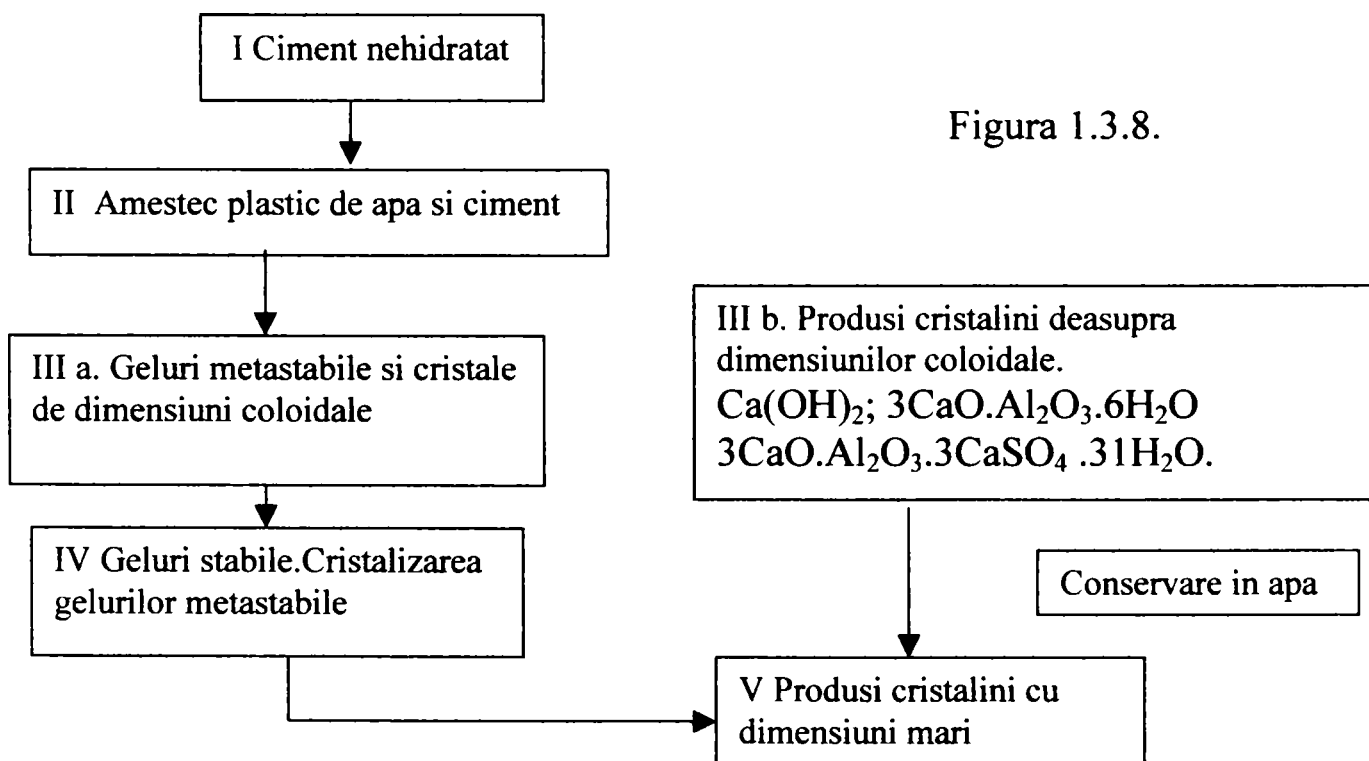 I Ciment nehidratat
Figura 1.3.8.
II Amestec plastic de apa si ciment
III a. Geluri metastabile si cristale
de dimensiuni coloidale
III b. Produsi cristalini deasupra
dimensiunilor coloidale.
Ca(OH)₂; 3CaO.Al₂O₃.6H₂O
3CaO.Al₂O₃.3CaSO₄ .31H₂O.
IV Geluri stabile.Cristalizarea
gelurilor metastabile
Conservare in apa
V Produsi cristalini cu
dimensiuni mari